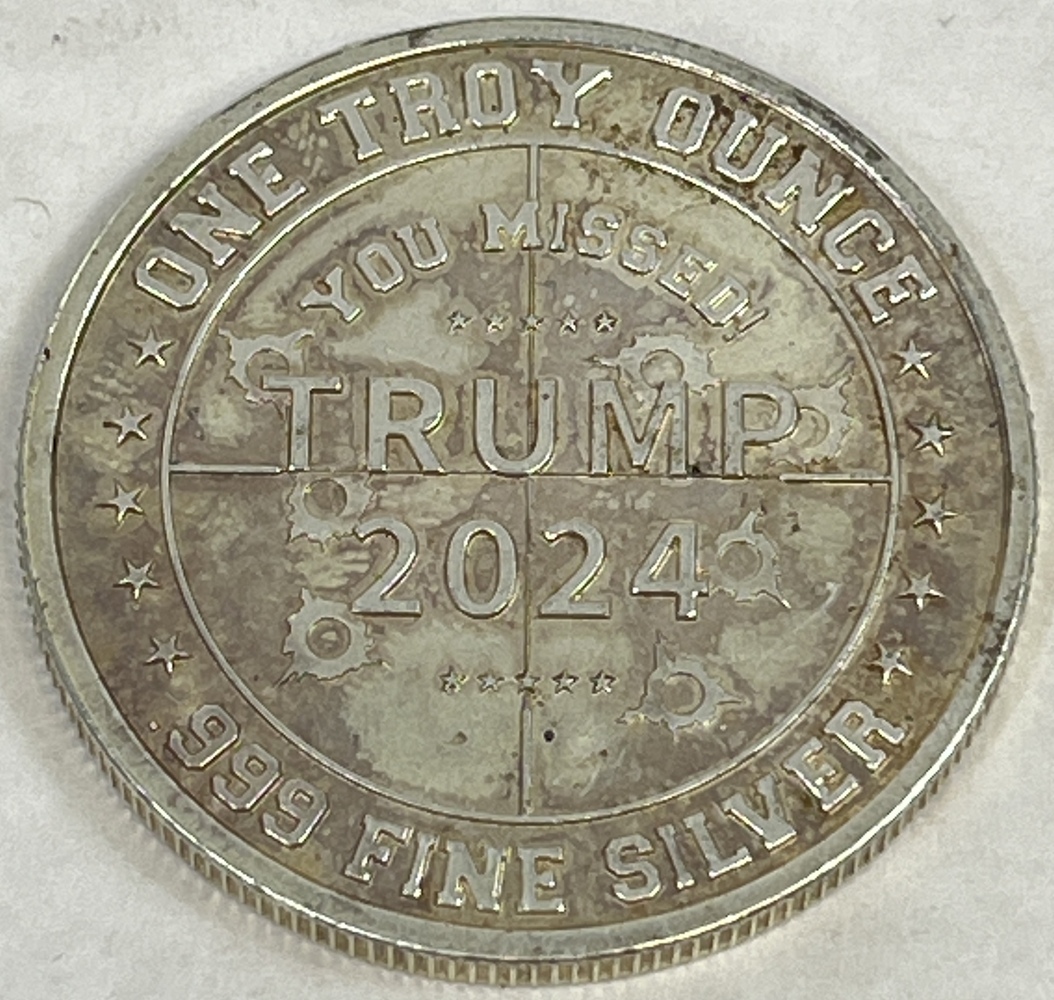 ONE TROY OUNCE
YOU MISSED!
TRUMP
2024
.999 FINE SILVER